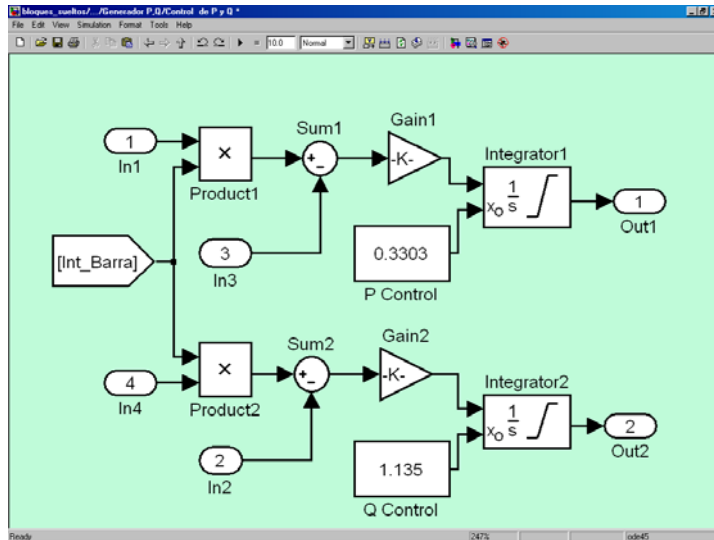 bloques_sueltos/.../Generador P,Q/Control de P y Q *
File Edit View Simulation Format Tools Help
10.0 Normal
Gain1
Sum1
1
×
+
−
-K-
Integrator1
In1
Product1
1
s
xo
1
Out1
3
In3
0.3303
P Control
[Int_Barra]
Gain2
Sum2
×
+
−
-K-
Integrator2
4
In4
Product2
1
s
xo
2
Out2
2
In2
1.135
Q Control
Ready 247% ode45